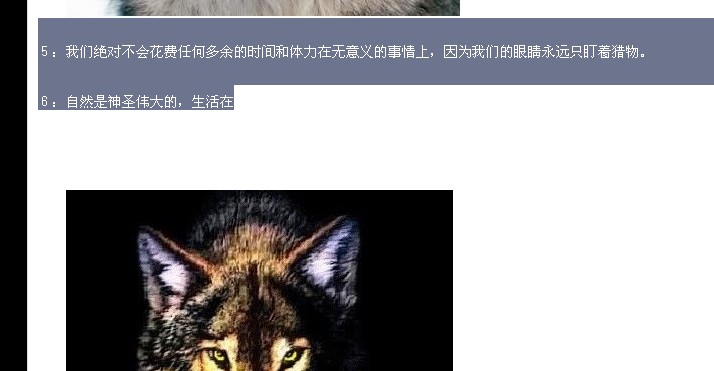 5：我们绝对不会花费任何多余的时间和体力在无意义的事情上，因为我们的眼睛永远只盯着猎物。
6：自然是神圣伟大的，生活在